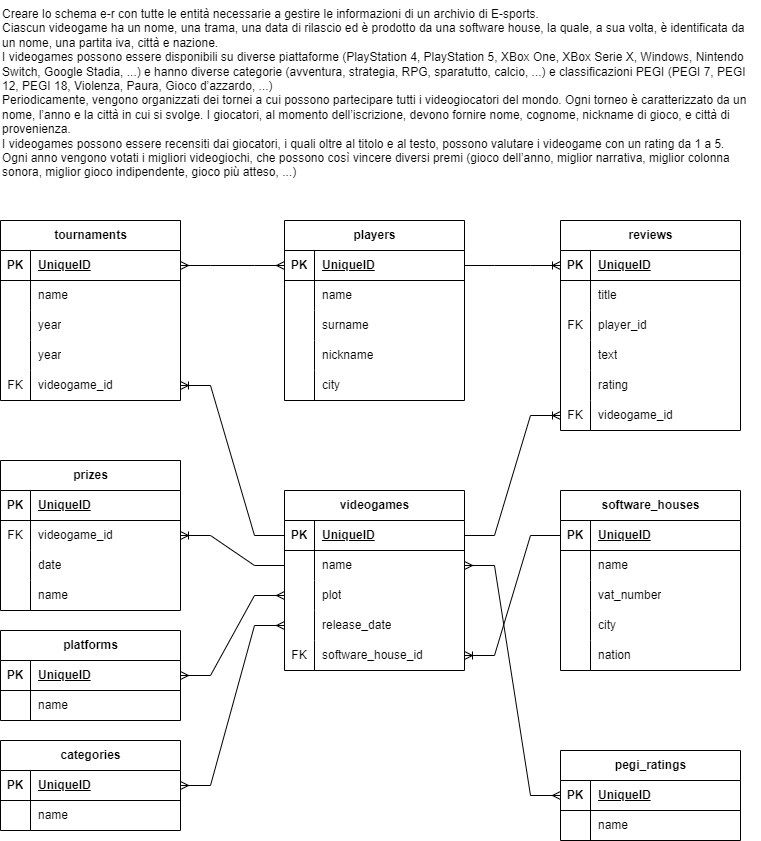 Creare lo schema e-r con tutte le entità necessarie a gestire le informazioni di un archivio di E-sports.
Ciascun videogame ha un nome, una trama, una data di rilascio ed è prodotto da una software house, la quale, a sua volta, è identificata da
un nome, una partita iva, città e nazione.
I videogames possono essere disponibili su diverse piattaforme (PlayStation 4, PlayStation 5, XBox One, XBox Serie X, Windows, Nintendo
Switch, Google Stadia, ...) e hanno diverse categorie (avventura, strategia, RPG, sparatutto, calcio, ...) e classificazioni PEGI (PEGI 7, PEGI
12, PEGI 18, Violenza, Paura, Gioco d'azzardo, ...)
Periodicamente, vengono organizzati dei tornei a cui possono partecipare tutti i videogiocatori del mondo. Ogni torneo è caratterizzato da un
nome, l'anno e la città in cui si svolge. I giocatori, al momento dell'iscrizione, devono fornire nome, cognome, nickname di gioco, e città di
provenienza.
I videogames possono essere recensiti dai giocatori, i quali oltre al titolo e al testo, possono valutare i videogame con un rating da 1 a 5.
Ogni anno vengono votati i migliori videogiochi, che possono così vincere diversi premi (gioco dell'anno, miglior narrativa, miglior colonna
sonora, miglior gioco indipendente, gioco più atteso, ...)
tournaments
PK UniqueID
name
year
year
FK videogame_id
players
PK UniqueID
name
surname
nickname
city
reviews
PK UniqueID
title
FK player_id
text
rating
FK videogame_id
prizes
PK UniqueID
FK videogame_id
date
name
videogames
PK UniqueID
name
plot
release_date
FK software_house_id
software_houses
PK UniqueID
name
vat_number
city
nation
platforms
PK UniqueID
name
categories
PK UniqueID
name
pegi_ratings
PK UniqueID
name